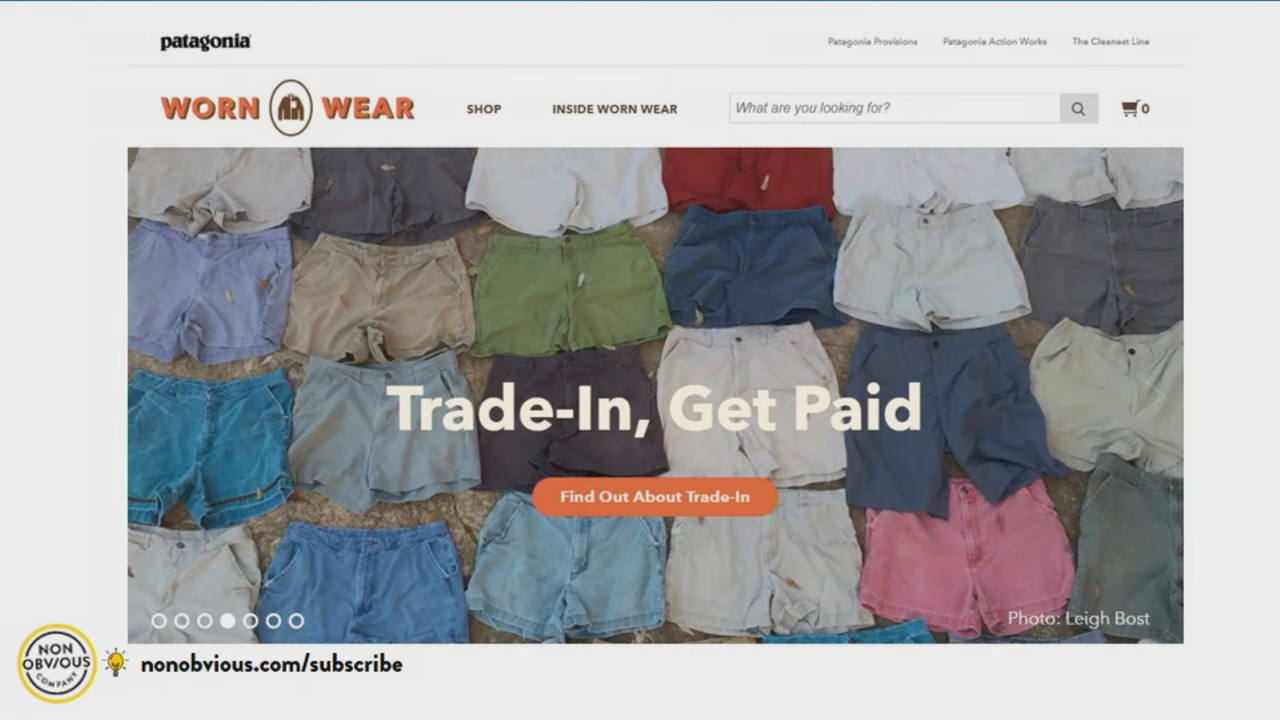 patagonia
Patagonia Provisions Patagonia Action Works The Cleanest Line
WORN WEAR SHOP INSIDE WORN WEAR What are you looking for? 0
Trade-In, Get Paid
Find Out About Trade-In
Photo: Leigh Bost
NON
OBV/OUS
COMPANY
nonobvious.com/subscribe